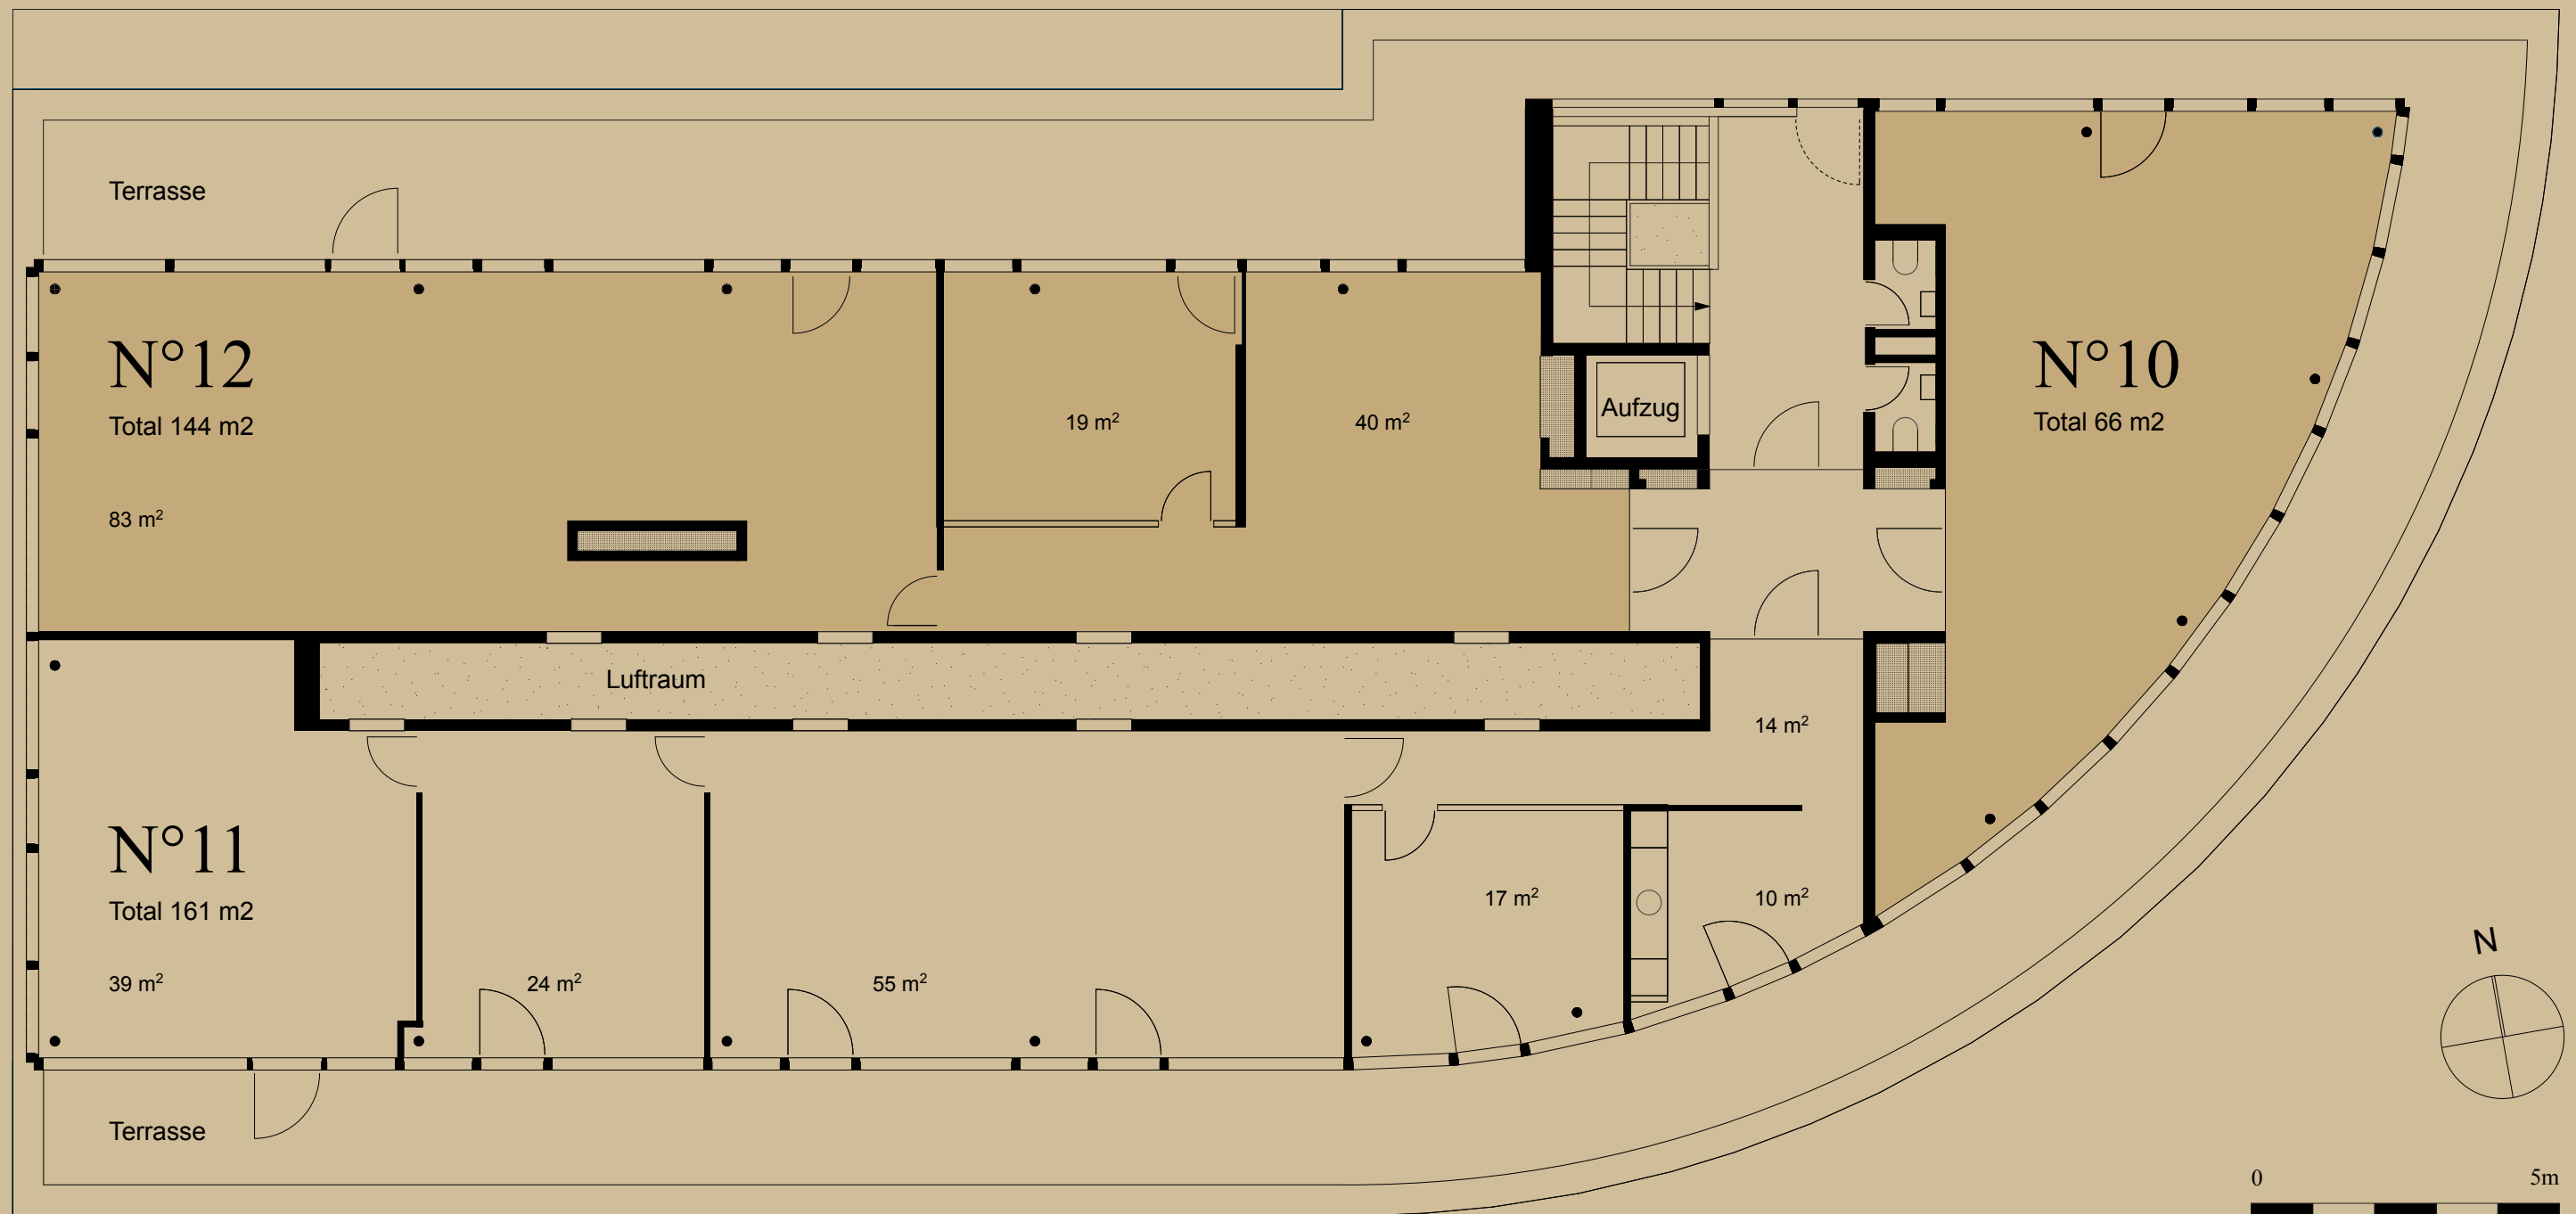 Terrasse
N°12
Total 144 m2
83 m²
19 m²
40 m²
Aufzug
N°10
Total 66 m2
Luftraum
14 m²
N°11
Total 161 m2
39 m²
24 m²
55 m²
17 m²
10 m²
N
Terrasse
0 5m